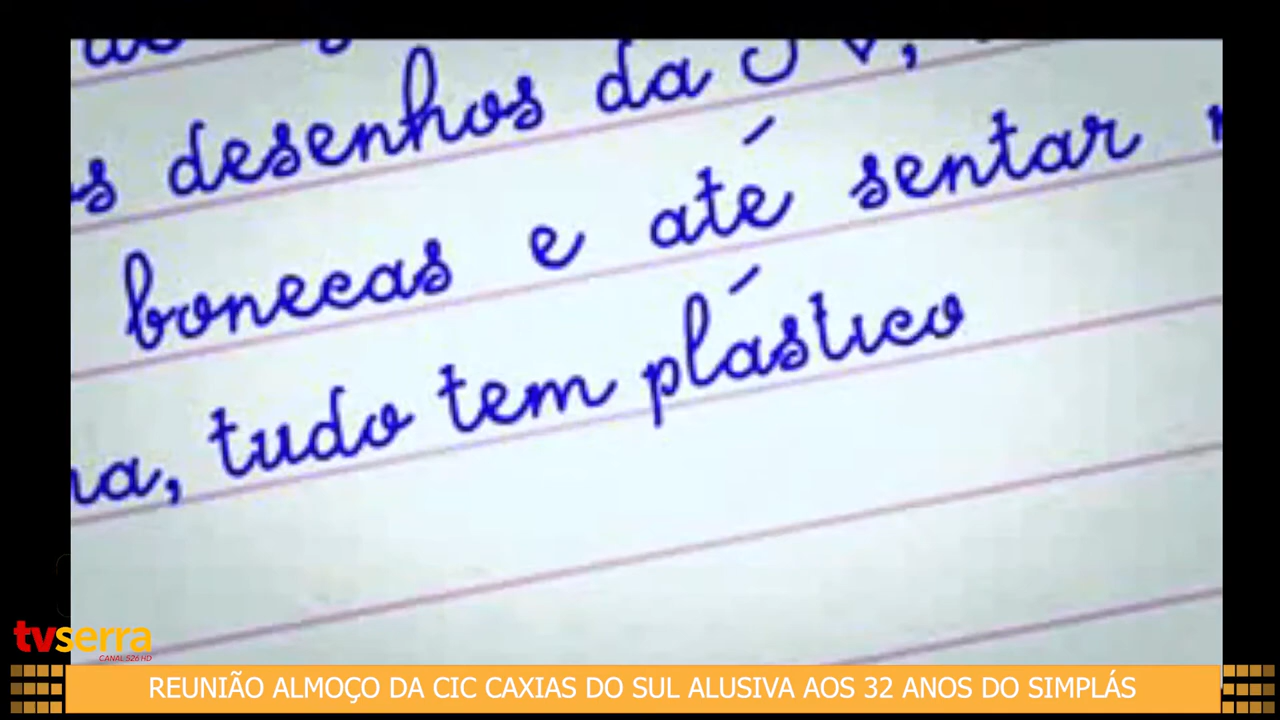 desenhos da TV,
bonecas e até sentar
tudo tem plástico
tvserra
CANAL 526 HD
REUNIÃO ALMOÇO DA CIC CAXIAS DO SUL ALUSIVA AOS 32 ANOS DO SIMPLÁS